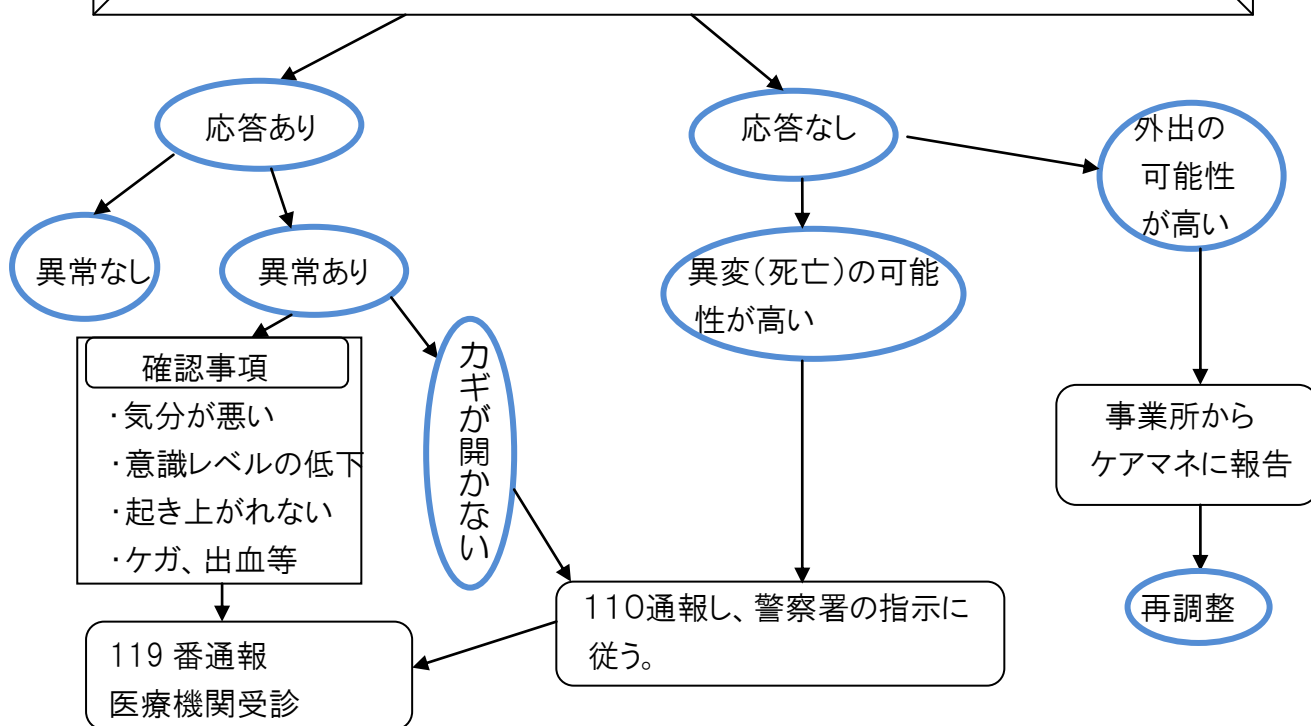 応答あり
応答なし
外出の
可能性
が高い
異常なし
異常あり
異変（死亡）の可能
性が高い
確認事項
・気分が悪い
・意識レベルの低下
・起き上がれない
・ケガ、出血等
カギが開かない
事業所から
ケアマネに報告
110通報し、警察署の指示に
従う。
再調整
119番通報
医療機関受診